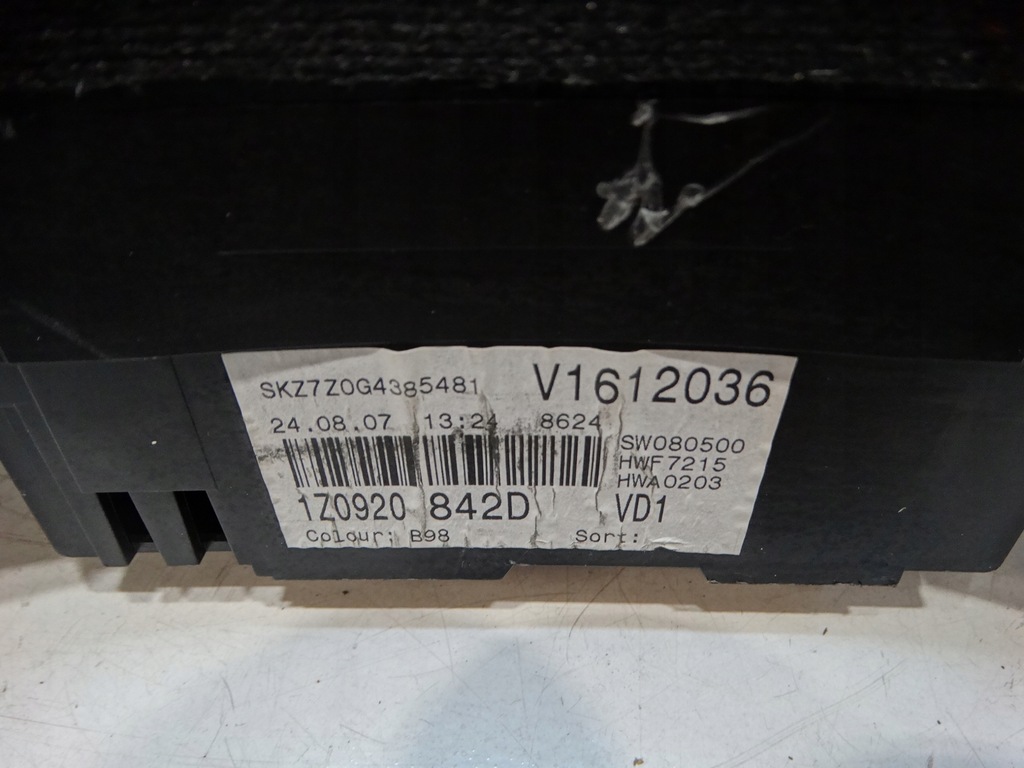 SKZ7Z0G4385481 V1612036
24.08.07 13:24 8624
SW080500
HWF7215
HWA0203
1Z0920 842D VD1
Colour: B98 Sort: